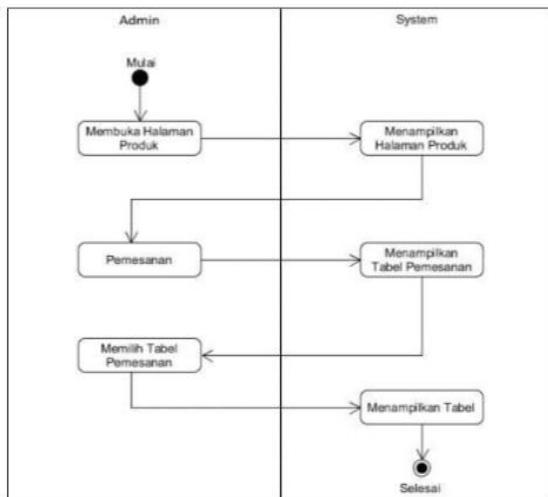 Admin
System
Mulai
Membuka Halaman
Produk
Menampilkan
Halaman Produk
Pemesanan
Menampilkan
Tabel Pemesanan
Memilih Tabel
Pemesanan
Menampilkan Tabel
Selesai